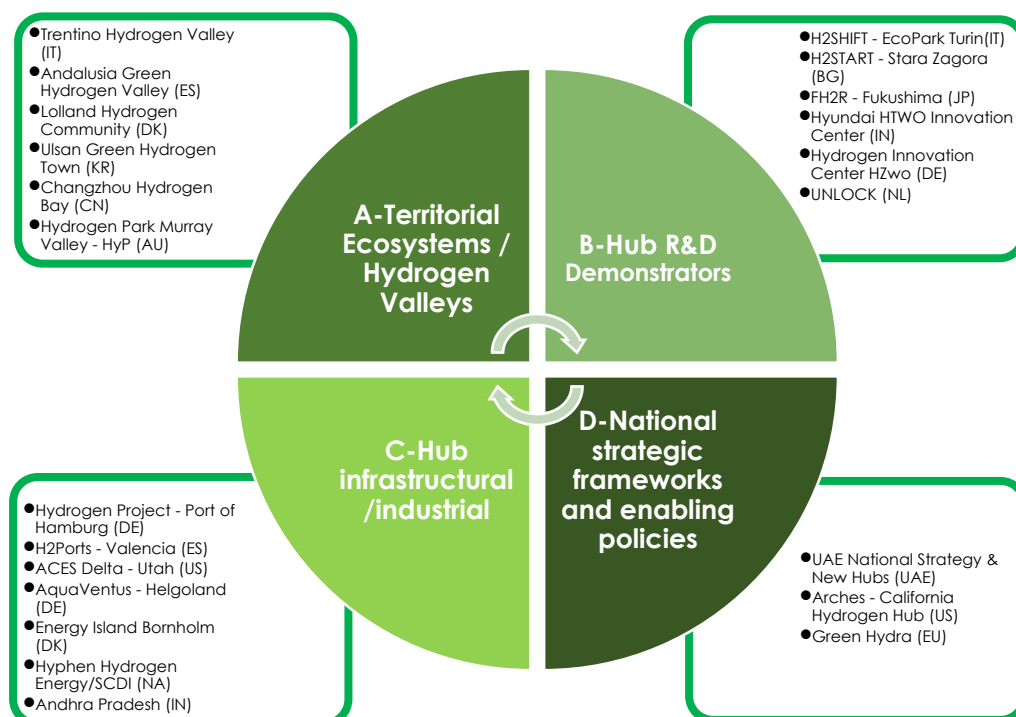 ●Trentino Hydrogen Valley
(IT)
●Andalusia Green
Hydrogen Valley (ES)
●Lolland Hydrogen
Community (DK)
●Ulsan Green Hydrogen
Town (KR)
●Changzhou Hydrogen
Bay (CN)
●Hydrogen Park Murray
Valley - HyP (AU)
●H2SHIFT - EcoPark Turin(IT)
●H2START - Stara Zagora
(BG)
●FH2R - Fukushima (JP)
●Hyundai HTWO Innovation
Center (IN)
●Hydrogen Innovation
Center HZwo (DE)
●UNLOCK (NL)
A-Territorial
Ecosystems /
Hydrogen
Valleys
B-Hub R&D
Demonstrators
C-Hub
infrastructural
/industrial
D-National
strategic
frameworks
and enabling
policies
●Hydrogen Project - Port of
Hamburg (DE)
●H2Ports - Valencia (ES)
●ACES Delta - Utah (US)
●AquaVentus - Helgoland
(DE)
●Energy Island Bornholm
(DK)
●Hyphen Hydrogen
Energy/SCDI (NA)
●Andhra Pradesh (IN)
●UAE National Strategy &
New Hubs (UAE)
●Arches - California
Hydrogen Hub (US)
●Green Hydra (EU)